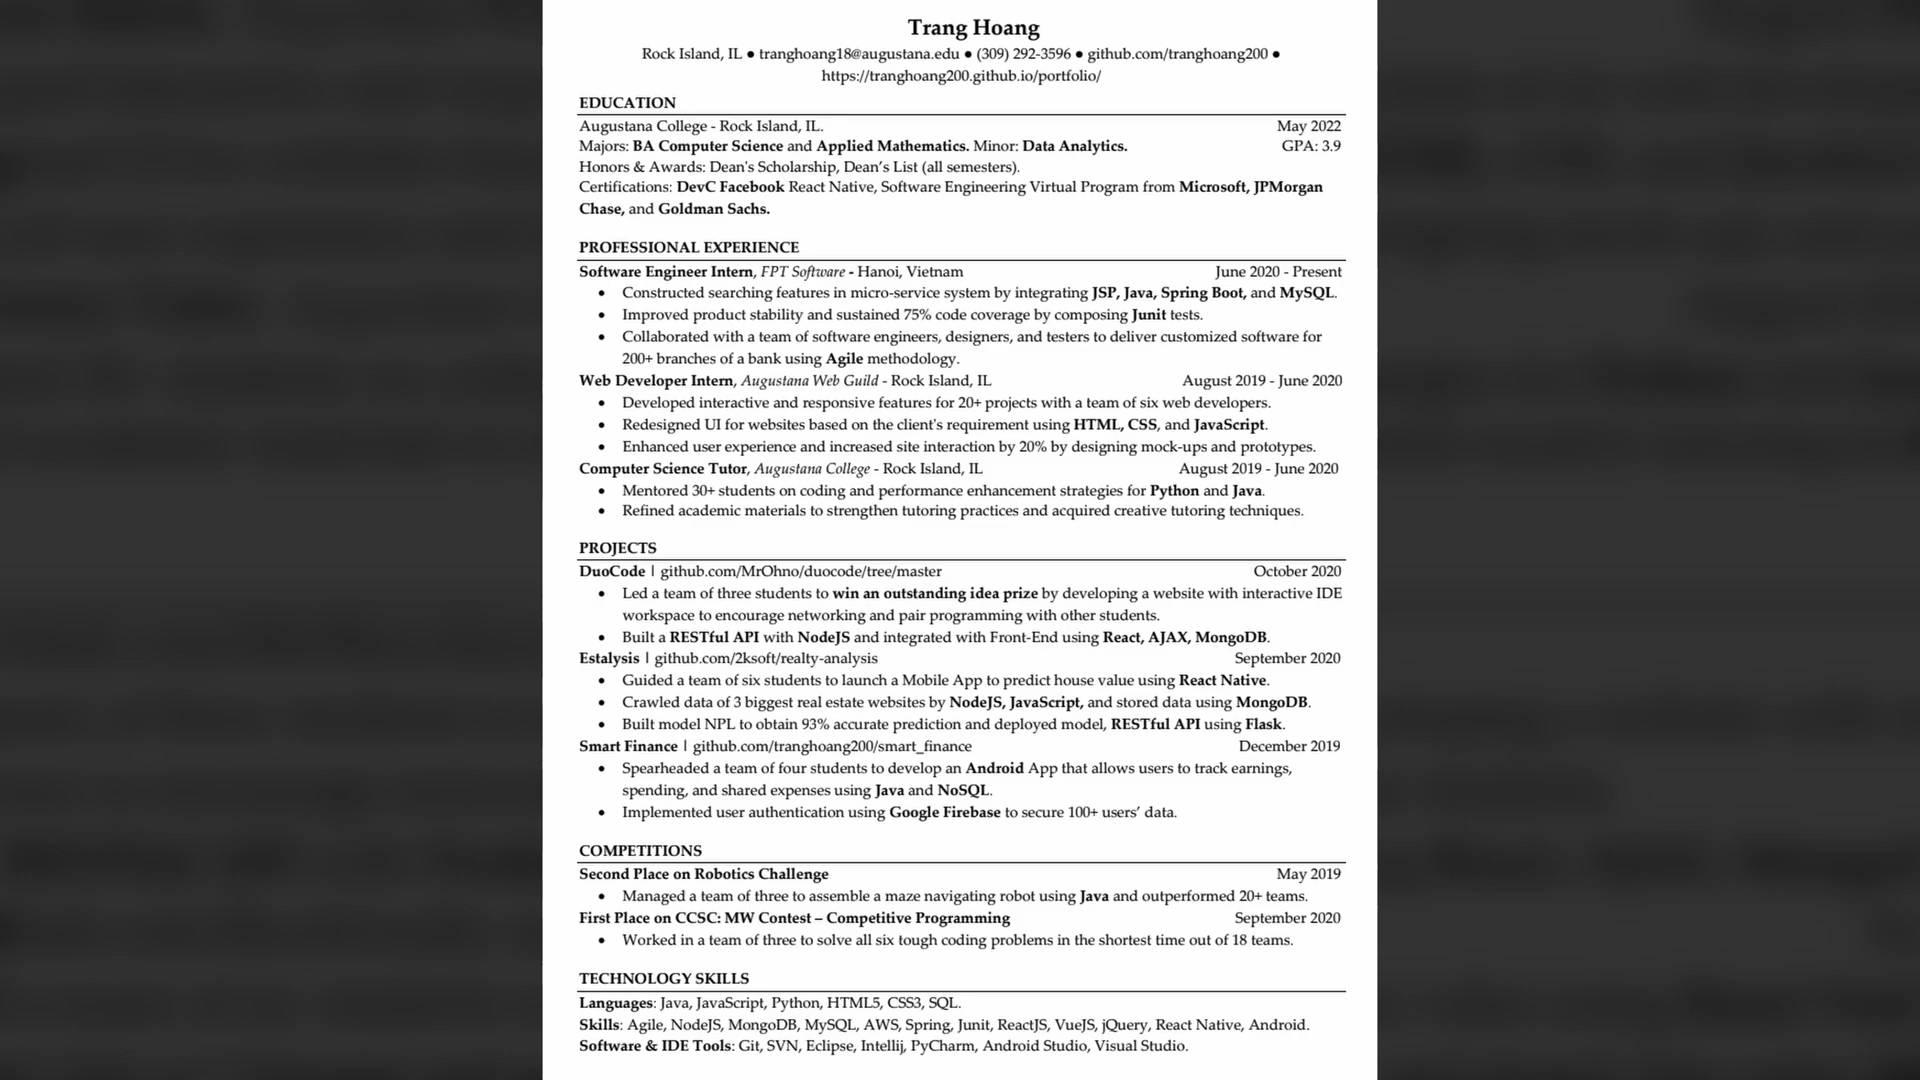 Trang Hoang
Rock Island, IL ● tranghoang18@augustana.edu ● (309) 292-3596 ● github.com/tranghoang200 ●
https://tranghoang200.github.io/portfolio/
EDUCATION
Augustana College - Rock Island, IL. May 2022
Majors: BA Computer Science and Applied Mathematics. Minor: Data Analytics. GPA: 3.9
Honors & Awards: Dean's Scholarship, Dean’s List (all semesters).
Certifications: DevC Facebook React Native, Software Engineering Virtual Program from Microsoft, JPMorgan
Chase, and Goldman Sachs.
PROFESSIONAL EXPERIENCE
Software Engineer Intern, FPT Software - Hanoi, Vietnam June 2020 - Present
• Constructed searching features in micro-service system by integrating JSP, Java, Spring Boot, and MySQL.
• Improved product stability and sustained 75% code coverage by composing Junit tests.
• Collaborated with a team of software engineers, designers, and testers to deliver customized software for
200+ branches of a bank using Agile methodology.
Web Developer Intern, Augustana Web Guild - Rock Island, IL August 2019 - June 2020
• Developed interactive and responsive features for 20+ projects with a team of six web developers.
• Redesigned UI for websites based on the client's requirement using HTML, CSS, and JavaScript.
• Enhanced user experience and increased site interaction by 20% by designing mock-ups and prototypes.
Computer Science Tutor, Augustana College - Rock Island, IL August 2019 - June 2020
• Mentored 30+ students on coding and performance enhancement strategies for Python and Java.
• Refined academic materials to strengthen tutoring practices and acquired creative tutoring techniques.
PROJECTS
DuoCode | github.com/MrOhno/duocode/tree/master October 2020
• Led a team of three students to win an outstanding idea prize by developing a website with interactive IDE
workspace to encourage networking and pair programming with other students.
• Built a RESTful API with NodeJS and integrated with Front-End using React, AJAX, MongoDB.
Estalysis | github.com/2ksoft/realty-analysis September 2020
• Guided a team of six students to launch a Mobile App to predict house value using React Native.
• Crawled data of 3 biggest real estate websites by NodeJS, JavaScript, and stored data using MongoDB.
• Built model NPL to obtain 93% accurate prediction and deployed model, RESTful API using Flask.
Smart Finance | github.com/tranghoang200/smart_finance December 2019
• Spearheaded a team of four students to develop an Android App that allows users to track earnings,
spending, and shared expenses using Java and NoSQL.
• Implemented user authentication using Google Firebase to secure 100+ users’ data.
COMPETITIONS
Second Place on Robotics Challenge May 2019
• Managed a team of three to assemble a maze navigating robot using Java and outperformed 20+ teams.
First Place on CCSC: MW Contest – Competitive Programming September 2020
• Worked in a team of three to solve all six tough coding problems in the shortest time out of 18 teams.
TECHNOLOGY SKILLS
Languages: Java, JavaScript, Python, HTML5, CSS3, SQL.
Skills: Agile, NodeJS, MongoDB, MySQL, AWS, Spring, Junit, ReactJS, VueJS, jQuery, React Native, Android.
Software & IDE Tools: Git, SVN, Eclipse, Intellij, PyCharm, Android Studio, Visual Studio.